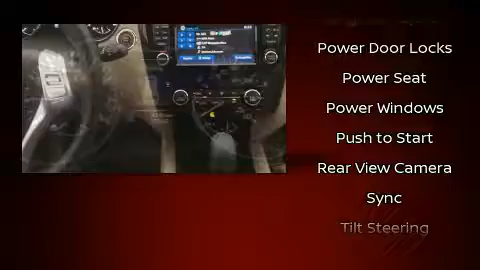 Power Door Locks
Power Seat
Power Windows
Push to Start
Rear View Camera
Sync
Tilt Steering